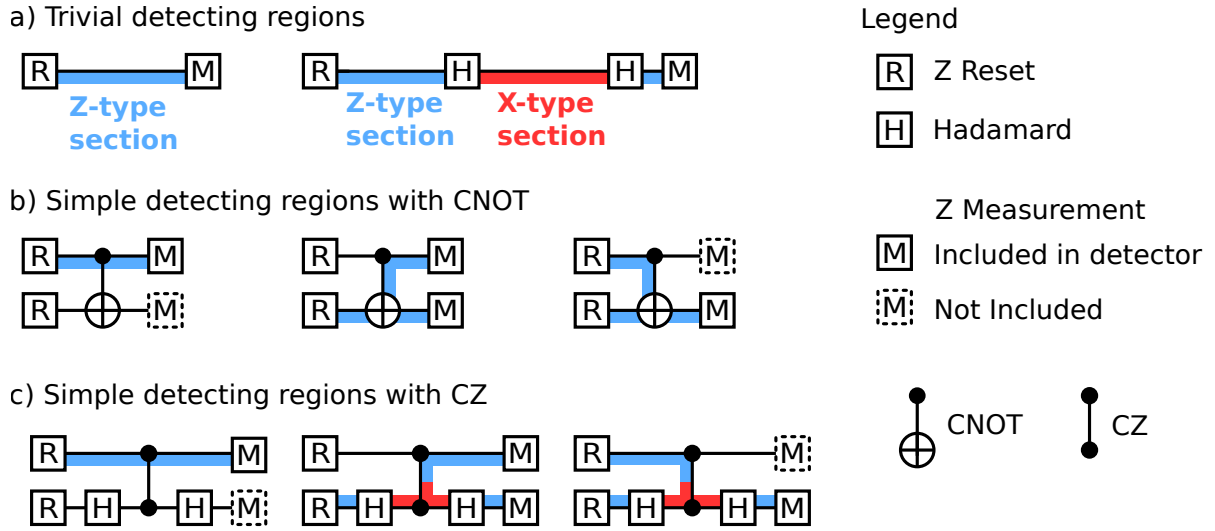 a) Trivial detecting regions
R M R H H M
Z-type
section
Z-type
section
X-type
section
b) Simple detecting regions with CNOT
R M R M R M
R M R M R M
c) Simple detecting regions with CZ
R M R M R M
R H H M R H H M R H H M
Legend
R Z Reset
H Hadamard
Z Measurement
M Included in detector
M Not Included
CNOT CZ